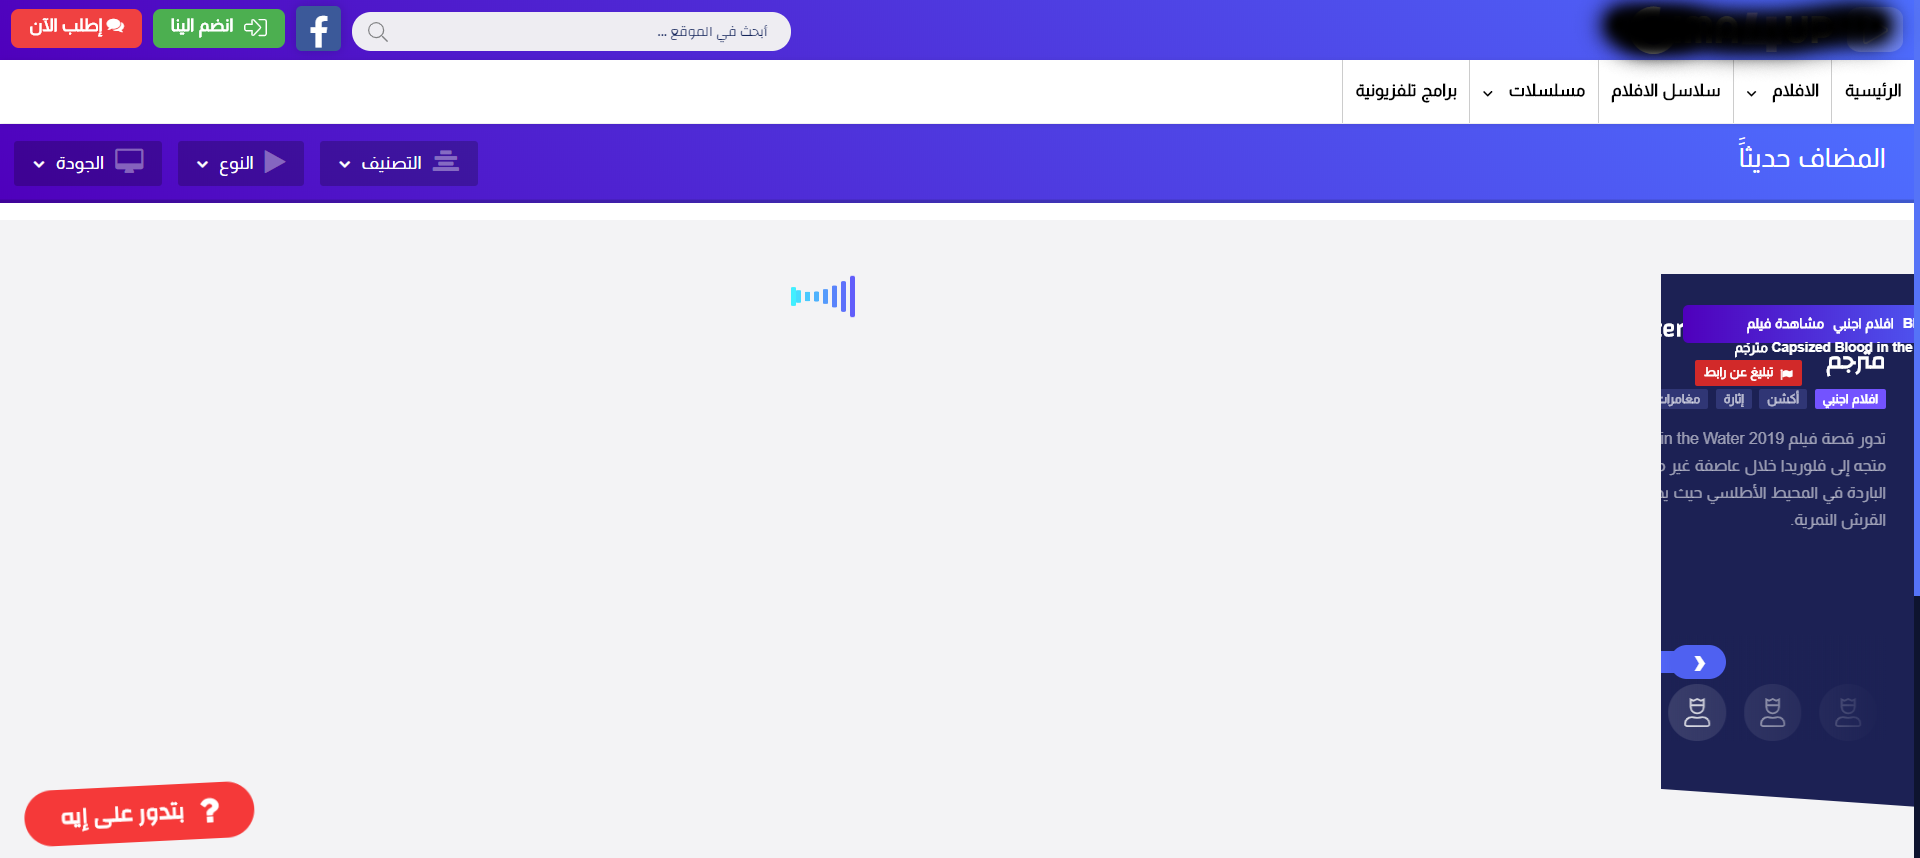 أبحث في الموقع ...
انضم الينا
إطلب الآن
الرئيسية
الافلام
سلاسل الافلام
مسلسلات
برامج تلفزيونية
المضاف حديثاََ
التصنيف
النوع
الجودة
افلام اجنبي مشاهدة فيلم
Capsized Blood in the مترجم
مترجم
تبليغ عن رابط
افلام اجنبي
أكشن
إثارة
مغامرات
تدور قصة فيلم in the Water 2019
متجه إلى فلوريدا خلال عاصفة غير
الباردة في المحيط الأطلسي حيث
القرش النمرية.
? بتدور على إيه